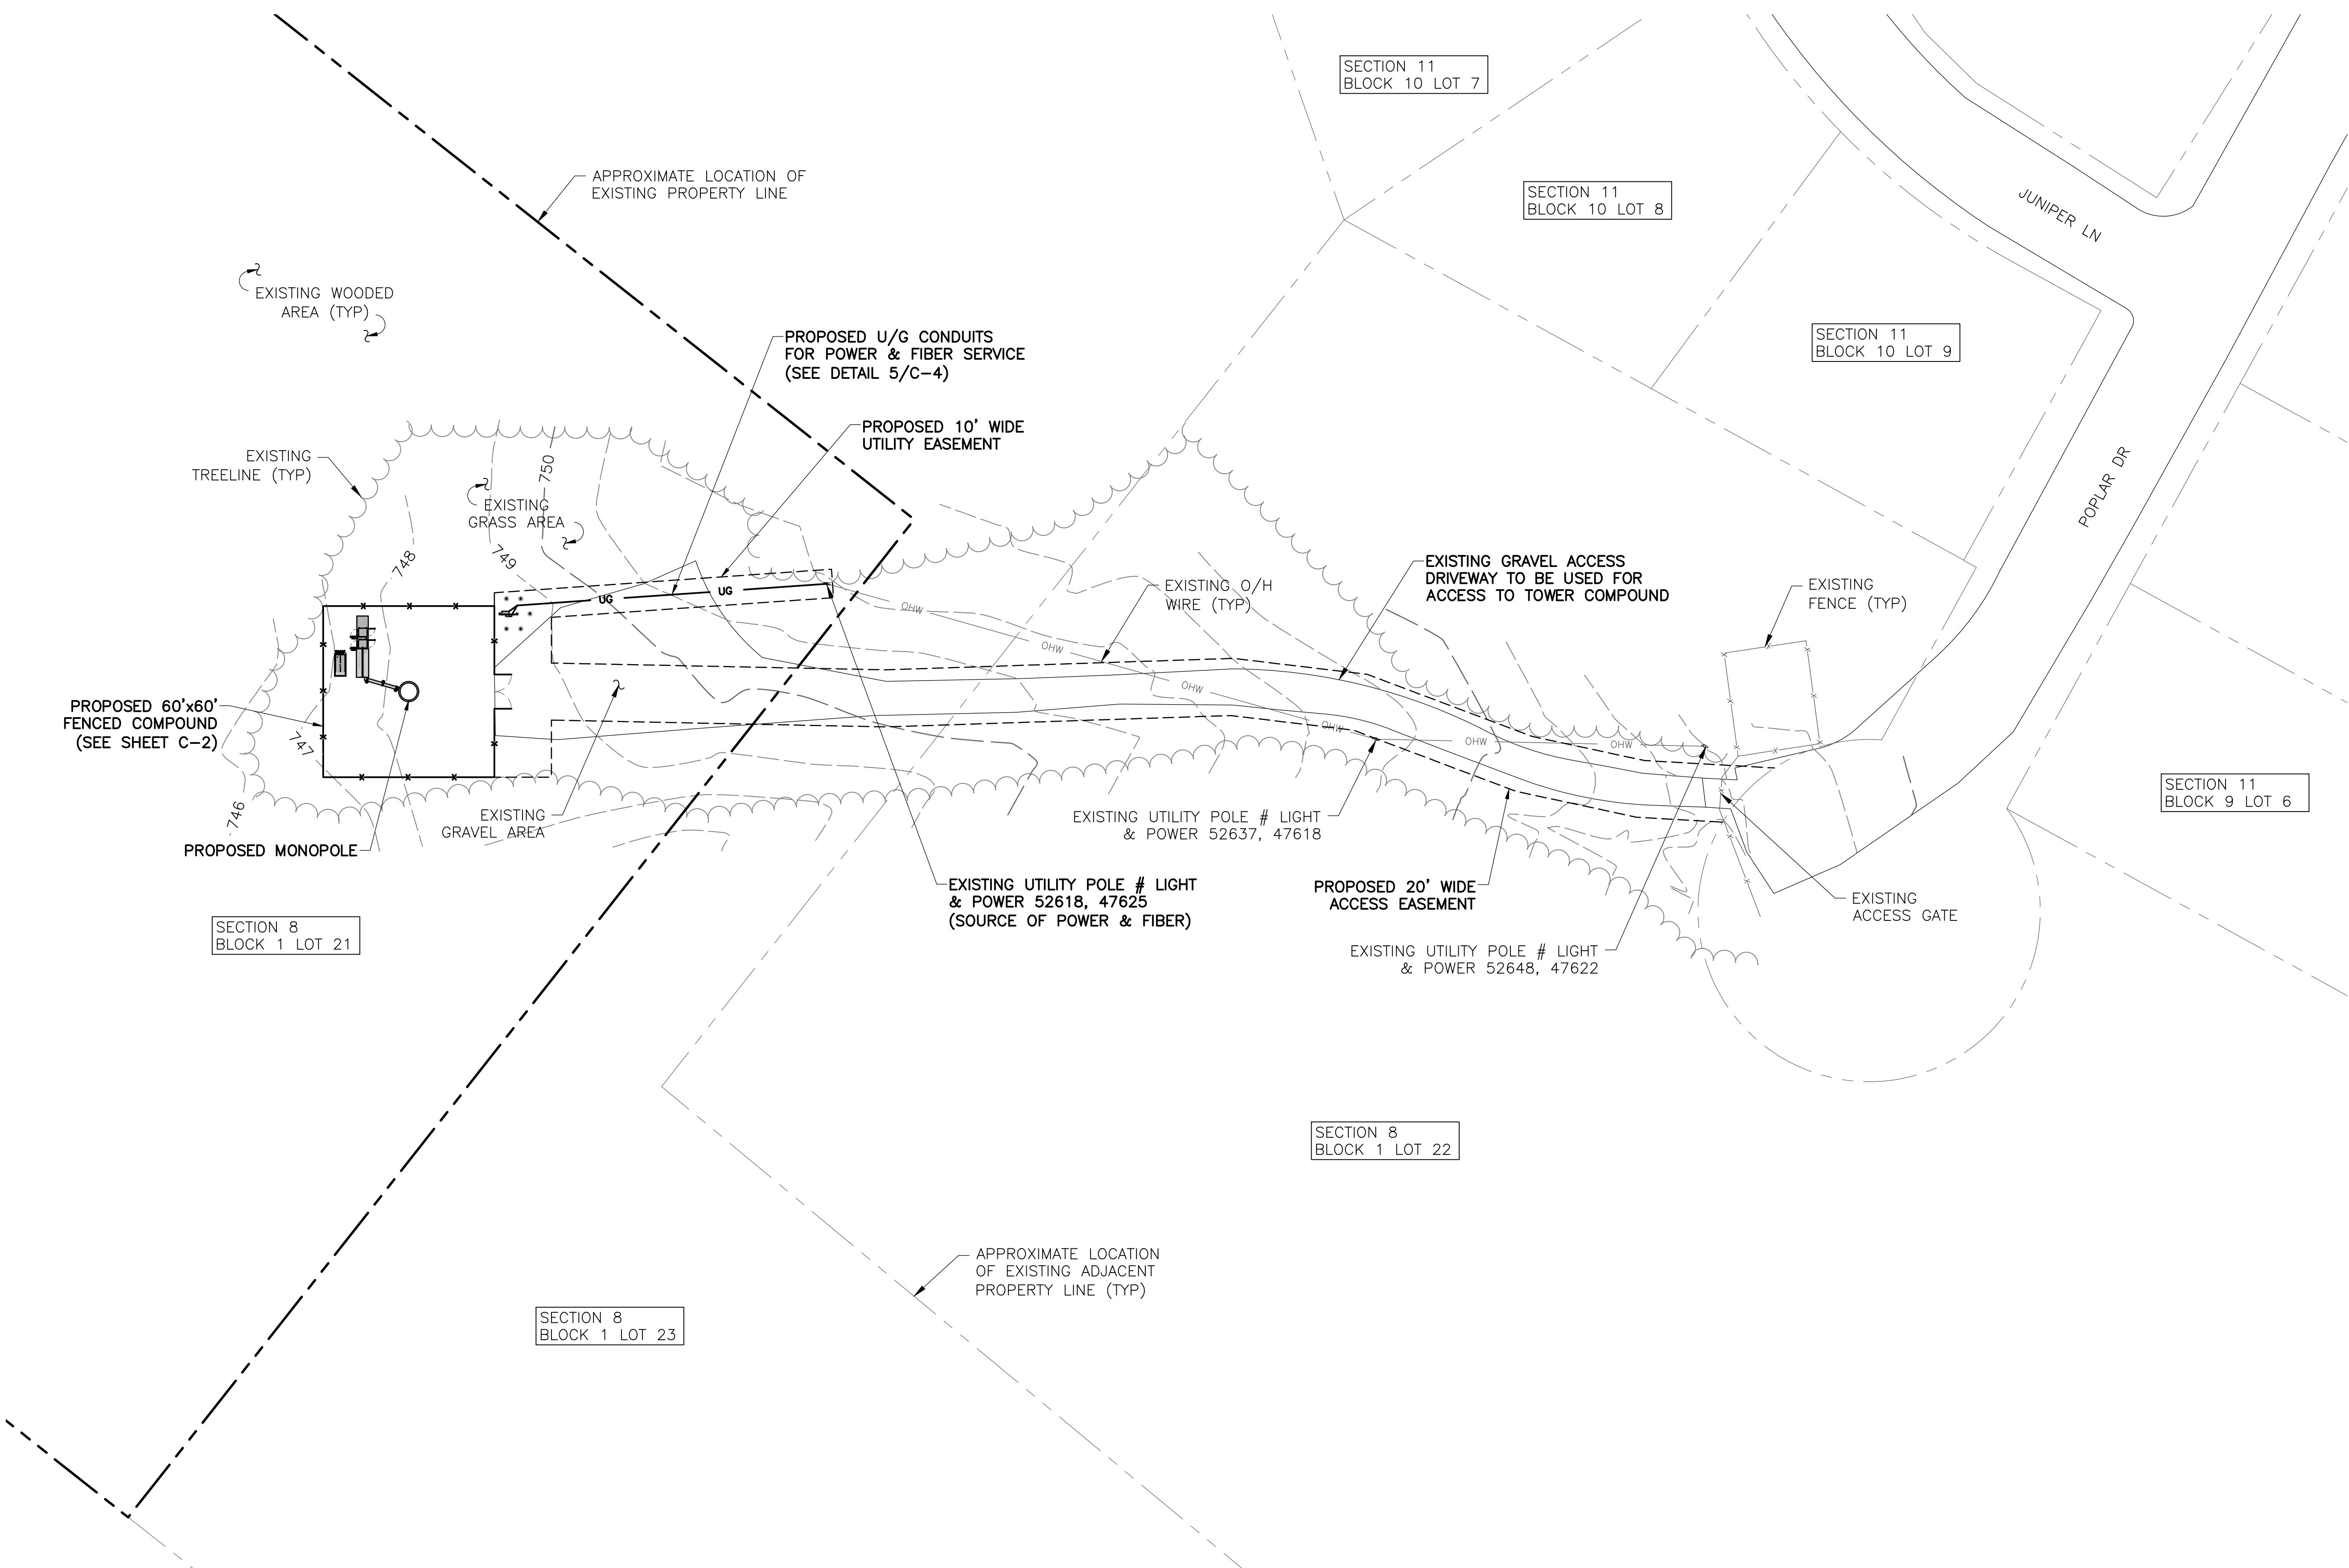 SECTION 11
BLOCK 10 LOT 7
APPROXIMATE LOCATION OF
EXISTING PROPERTY LINE
SECTION 11
BLOCK 10 LOT 8
JUNIPER LN
EXISTING WOODED
AREA (TYP)
PROPOSED U/G CONDUITS
FOR POWER & FIBER SERVICE
(SEE DETAIL 5/C-4)
SECTION 11
BLOCK 10 LOT 9
PROPOSED 10' WIDE
UTILITY EASEMENT
EXISTING
TREELINE (TYP)
750
POPLAR DR
EXISTING
GRASS AREA
748
749
EXISTING GRAVEL ACCESS
DRIVEWAY TO BE USED FOR
ACCESS TO TOWER COMPOUND
EXISTING O/H
WIRE (TYP)
EXISTING
FENCE (TYP)
UG
UG
OHW
OHW
OHW
OHW
OHW
OHW
PROPOSED 60'x60'
FENCED COMPOUND
(SEE SHEET C-2)
747
746
SECTION 11
BLOCK 9 LOT 6
EXISTING
GRAVEL AREA
EXISTING UTILITY POLE # LIGHT
& POWER 52637, 47618
PROPOSED MONOPOLE
EXISTING UTILITY POLE # LIGHT
& POWER 52618, 47625
(SOURCE OF POWER & FIBER)
PROPOSED 20' WIDE
ACCESS EASEMENT
EXISTING
ACCESS GATE
SECTION 8
BLOCK 1 LOT 21
EXISTING UTILITY POLE # LIGHT
& POWER 52648, 47622
SECTION 8
BLOCK 1 LOT 22
APPROXIMATE LOCATION
OF EXISTING ADJACENT
PROPERTY LINE (TYP)
SECTION 8
BLOCK 1 LOT 23